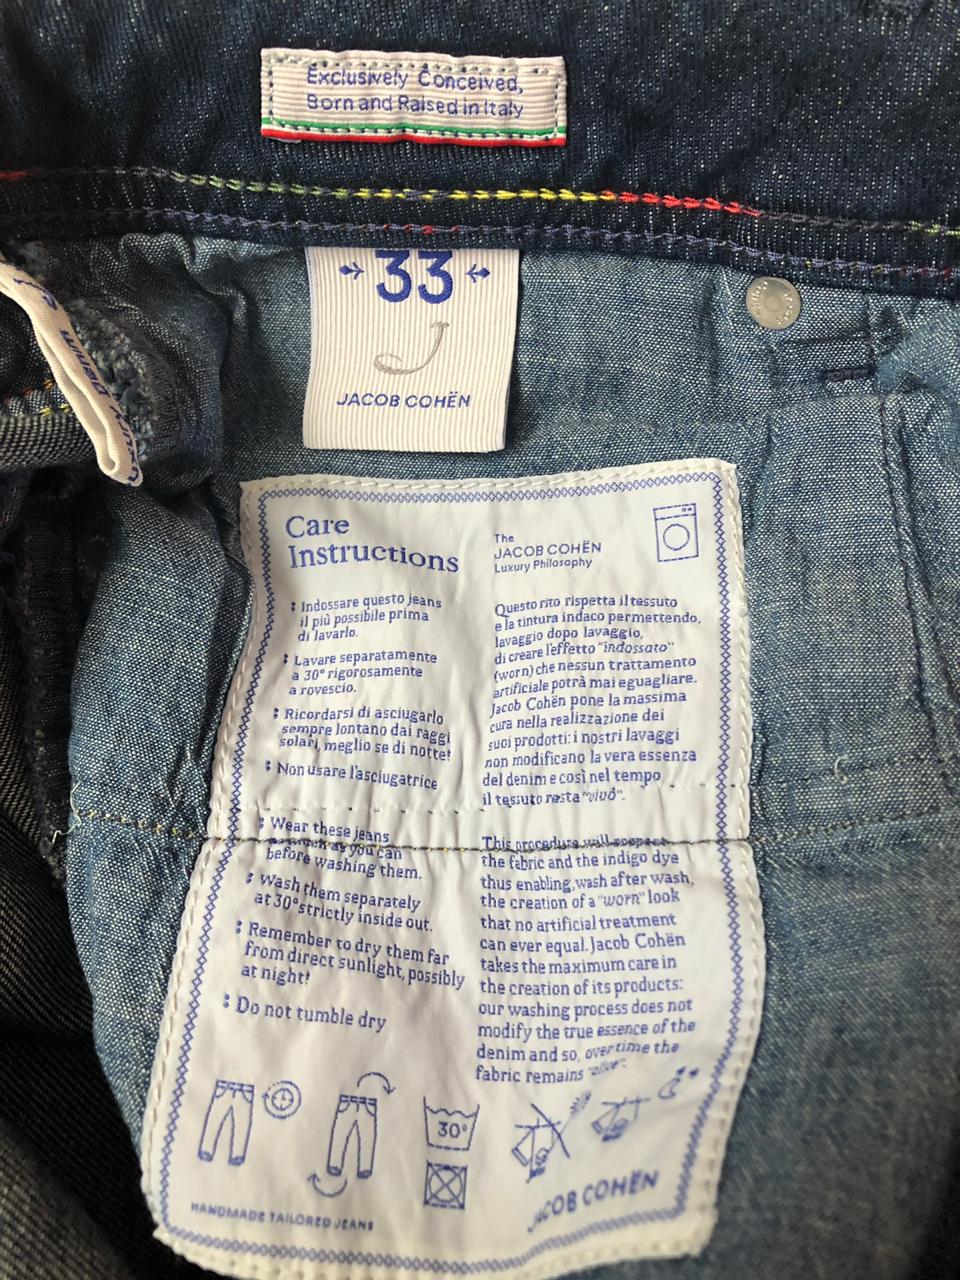 Exclusively Conceived,
Born and Raised in Italy
33
JACOB COHËN
Care
Instructions
The
JACOB COHËN
Luxury Philosophy
: Indossare questo jeans
il più possibile prima
di lavarlo.
: Lavare separatamente
a 30° rigorosamente
a rovescio.
: Ricordarsi di asciugarlo
sempre lontano dai raggi
solari, meglio se di notte!
: Non usare l'asciugatrice
Questo rito rispetta il tessuto
e la tintura indaco permettendo,
lavaggio dopo lavaggio,
di creare l'effetto "indossato"
(worn) che nessun trattamento
artificiale potrà mai eguagliare.
Jacob Cohën pone la massima
cura nella realizzazione dei
suoi prodotti: i nostri lavaggi
non modificano la vera essenza
del denim e così nel tempo
il tessuto resta "vivo".
: Wear these jeans
as much as you can
before washing them.
: Wash them separately
at 30° strictly inside out.
: Remember to dry them far
from direct sunlight, possibly
at night!
: Do not tumble dry
This procedure will respect
the fabric and the indigo dye
thus enabling, wash after wash,
the creation of a "worn" look
that no artificial treatment
can ever equal. Jacob Cohën
takes the maximum care in
the creation of its products:
our washing process does not
modify the true essence of the
denim and so, over time the
fabric remains "alive".
30°
HANDMADE TAILORED JEANS
JACOB COHËN